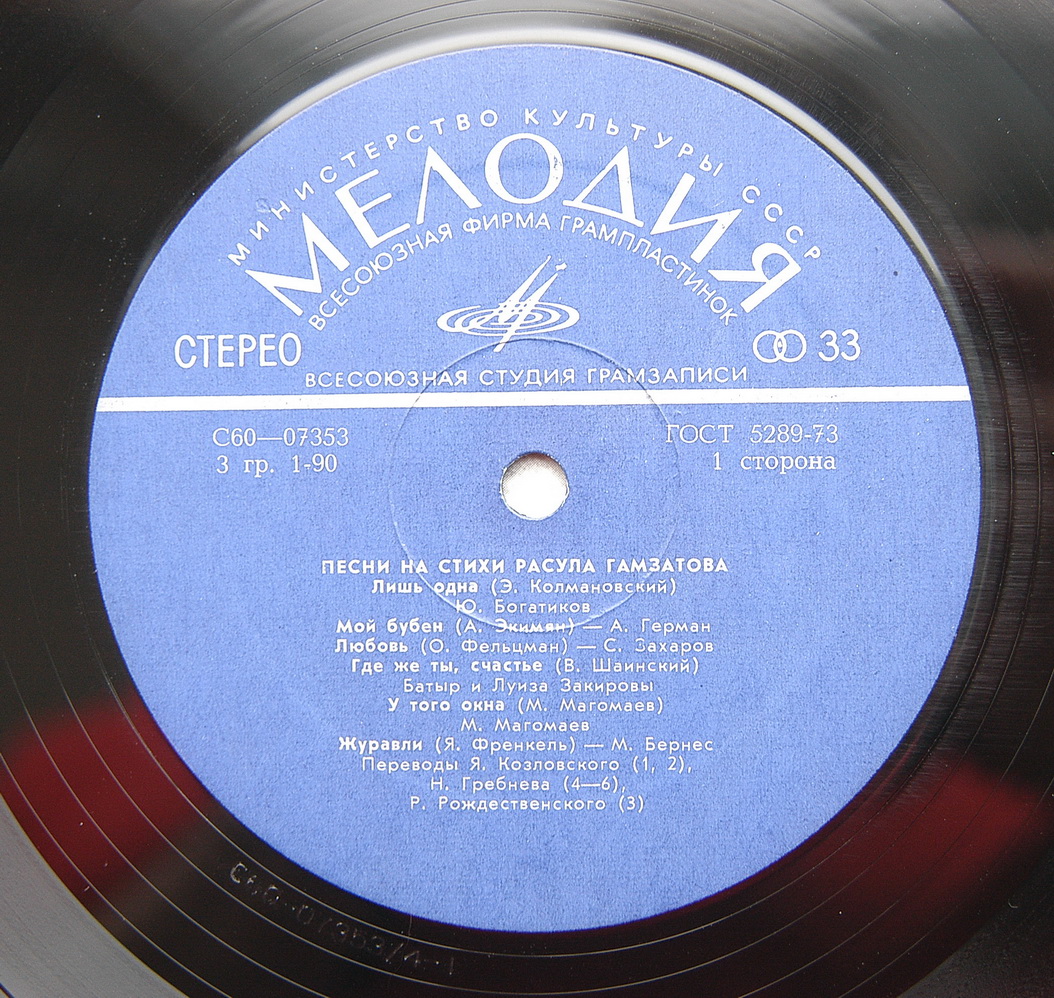 МИНИСТЕРСТВО КУЛЬТУРЫ СССР
МЕЛОДИЯ
ВСЕСОЮЗНАЯ ФИРМА ГРАМПЛАСТИНОК
СТЕРЕО
33
ВСЕСОЮЗНАЯ СТУДИЯ ГРАМЗАПИСИ
С60—07353
ГОСТ 5289-73
3 гр. 1-90
1 сторона
ПЕСНИ НА СТИХИ РАСУЛА ГАМЗАТОВА
Лишь одна (Э. Колмановский)
Ю. Богатиков
Мой бубен (А. Экимян) — А. Герман
Любовь (О. Фельцман) — С. Захаров
Где же ты, счастье (В. Шаинский)
Батыр и Луиза Закировы
У того окна (М. Магомаев)
М. Магомаев
Журавли (Я. Френкель) — М. Бернес
Переводы Я. Козловского (1, 2),
Н. Гребнева (4—6),
Р. Рождественского (3)